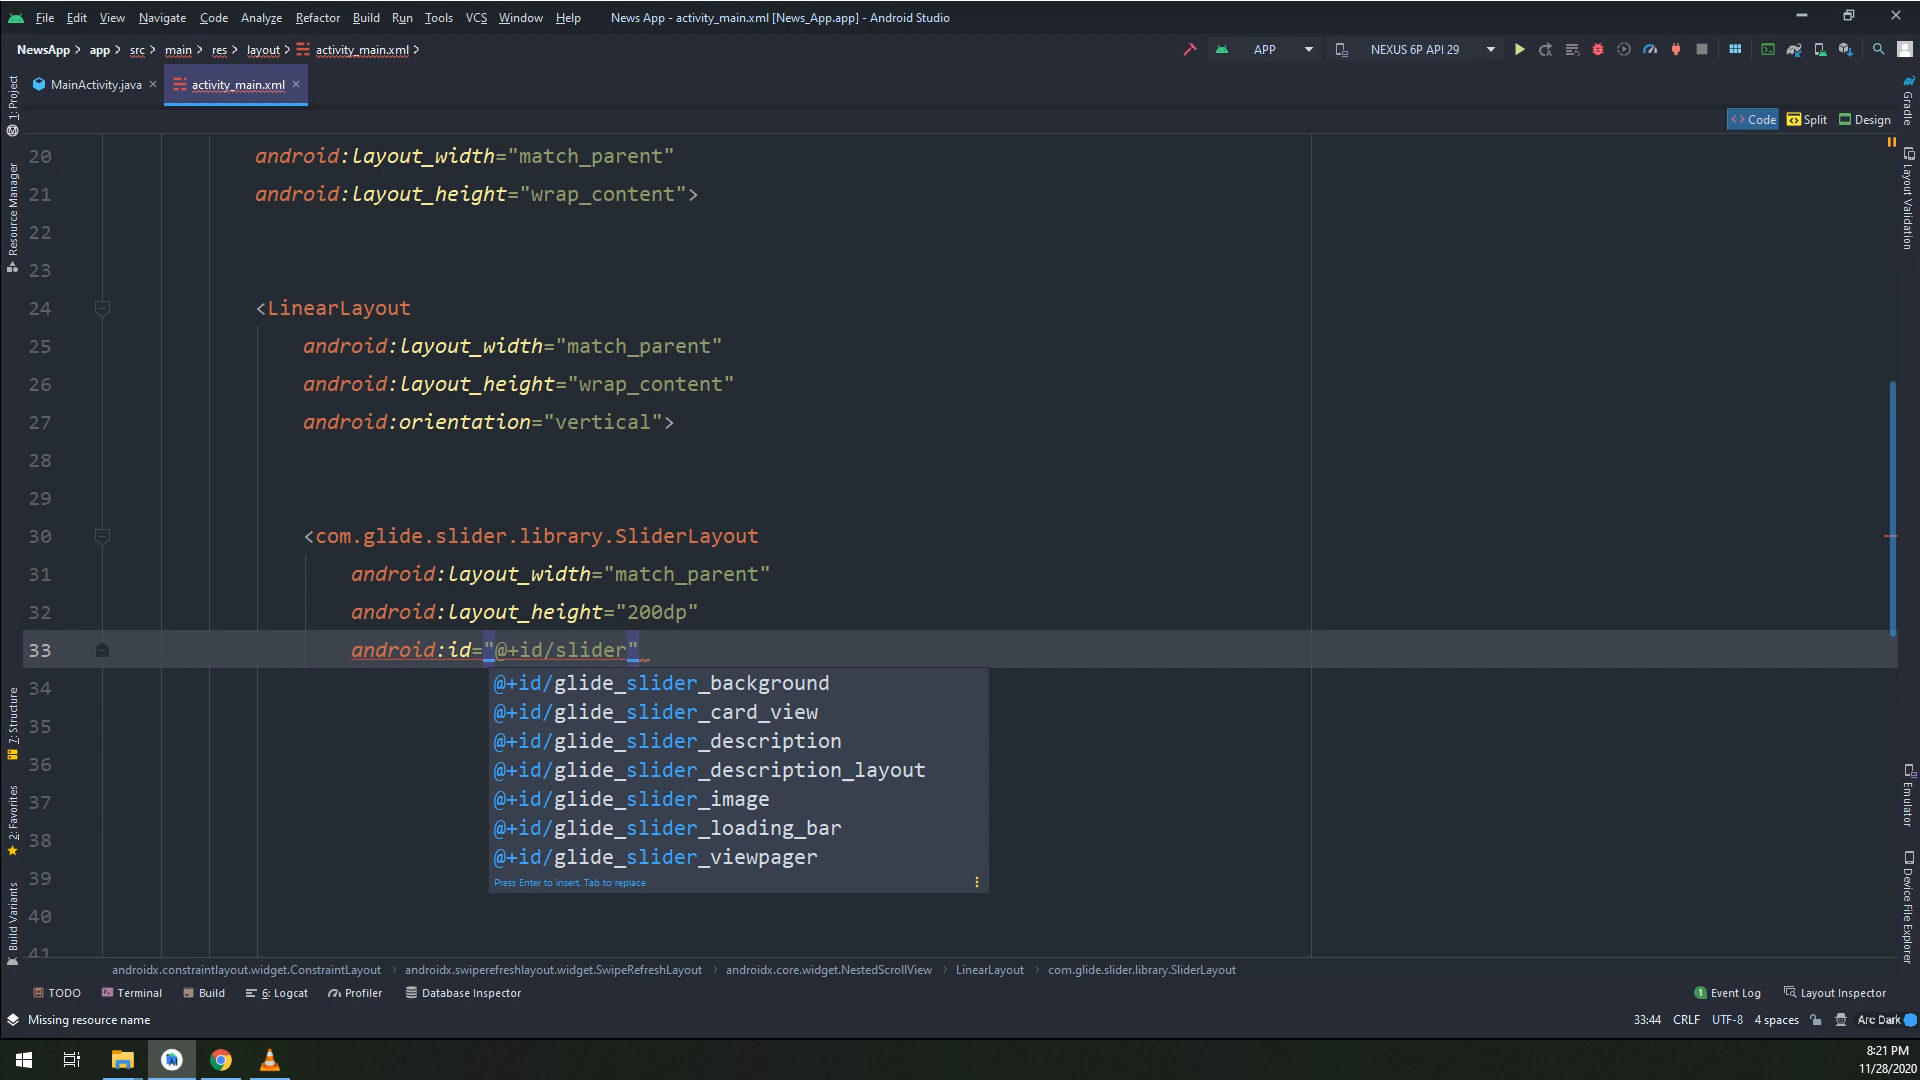 File Edit View Navigate Code Analyze Refactor Build Run Tools VCS Window Help News App - activity_main.xml [News_App.app] - Android Studio
NewsApp app src main res layout activity_main.xml APP NEXUS 6P API 29
MainActivity.java activity_main.xml
Code Split Design
1: Project
Resource Manager
7: Structure
2: Favorites
Build Variants
Gradle
Layout Validation
Emulator
Device File Explorer
20 android:layout_width="match_parent"
21 android:layout_height="wrap_content">
22
23
24 <LinearLayout
25 android:layout_width="match_parent"
26 android:layout_height="wrap_content"
27 android:orientation="vertical">
28
29
30 <com.glide.slider.library.SliderLayout
31 android:layout_width="match_parent"
32 android:layout_height="200dp"
33 android:id="@+id/slider"
34 @+id/glide_slider_background
@+id/glide_slider_card_view
35 @+id/glide_slider_description
36 @+id/glide_slider_description_layout
37 @+id/glide_slider_image
38 @+id/glide_slider_loading_bar
@+id/glide_slider_viewpager
39 Press Enter to insert, Tab to replace
40
41
androidx.constraintlayout.widget.ConstraintLayout androidx.swiperefreshlayout.widget.SwipeRefreshLayout androidx.core.widget.NestedScrollView LinearLayout com.glide.slider.library.SliderLayout
TODO Terminal Build 6: Logcat Profiler Database Inspector 1 Event Log Layout Inspector
Missing resource name 33:44 CRLF UTF-8 4 spaces Arc Dark
8:21 PM
11/28/2020